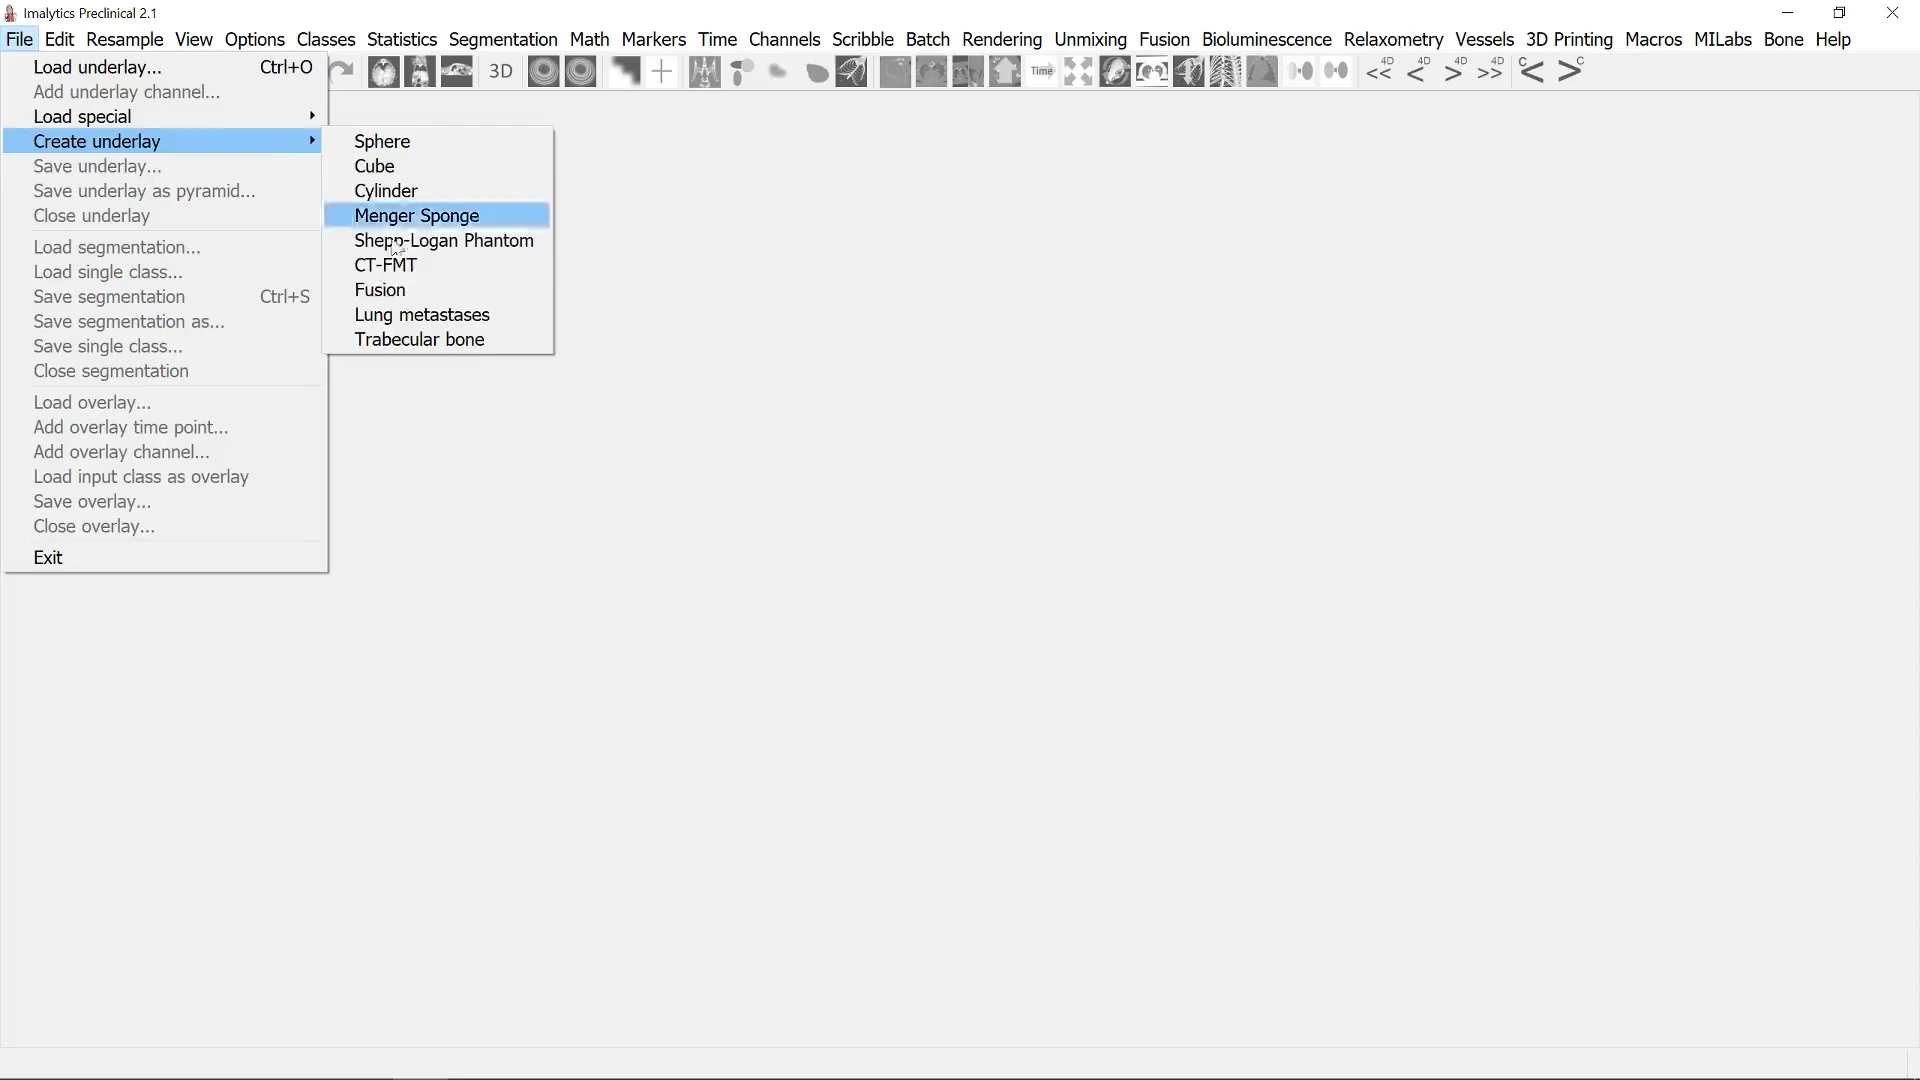 Imalytics Preclinical 2.1
File Edit Resample View Options Classes Statistics Segmentation Math Markers Time Channels Scribble Batch Rendering Unmixing Fusion Bioluminescence Relaxometry Vessels 3D Printing Macros MILabs Bone Help
3D Time 4D << 4D < 4D > 4D >> C < C >
Load underlay... Ctrl+O
Add underlay channel...
Load special
Create underlay
Save underlay...
Save underlay as pyramid...
Close underlay
Load segmentation...
Load single class...
Save segmentation Ctrl+S
Save segmentation as...
Save single class...
Close segmentation
Load overlay...
Add overlay time point...
Add overlay channel...
Load input class as overlay
Save overlay...
Close overlay...
Exit
Sphere
Cube
Cylinder
Menger Sponge
Shepp-Logan Phantom
CT-FMT
Fusion
Lung metastases
Trabecular bone